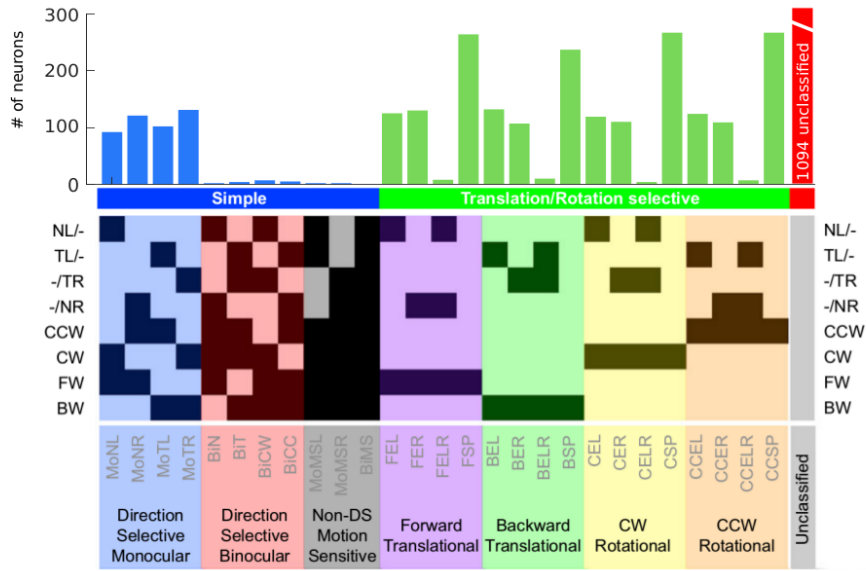 300
200
100
0
# of neurons
1094 unclassified
Simple
Translation/Rotation selective
NL/-
TL/-
-/TR
-/NR
CCW
CW
FW
BW
NL/-
TL/-
-/TR
-/NR
CCW
CW
FW
BW
MoNL
MoNR
MoTL
MoTR
BiN
BiT
BiCW
BiCC
MoMSL
MoMSR
BiMS
FEL
FER
FELR
FSP
BEL
BER
BELR
BSP
CEL
CER
CELR
CSP
CCEL
CCER
CCELR
CCSP
Direction
Selective
Monocular
Direction
Selective
Binocular
Non-DS
Motion
Sensitive
Forward
Translational
Backward
Translational
CW
Rotational
CCW
Rotational
Unclassified